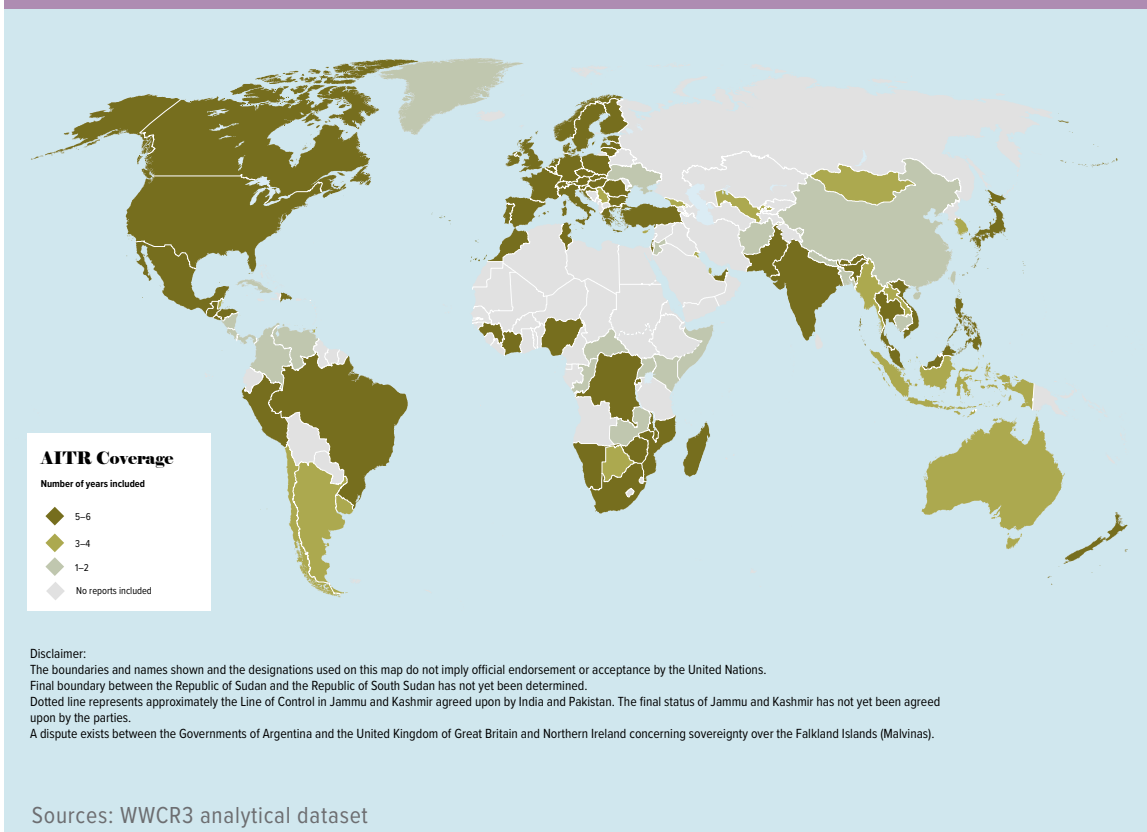 AITR Coverage
Number of years included
5–6
3–4
1–2
No reports included
Disclaimer:
The boundaries and names shown and the designations used on this map do not imply official endorsement or acceptance by the United Nations.
Final boundary between the Republic of Sudan and the Republic of South Sudan has not yet been determined.
Dotted line represents approximately the Line of Control in Jammu and Kashmir agreed upon by India and Pakistan. The final status of Jammu and Kashmir has not yet been agreed
upon by the parties.
A dispute exists between the Governments of Argentina and the United Kingdom of Great Britain and Northern Ireland concerning sovereignty over the Falkland Islands (Malvinas).
Sources: WWCR3 analytical dataset